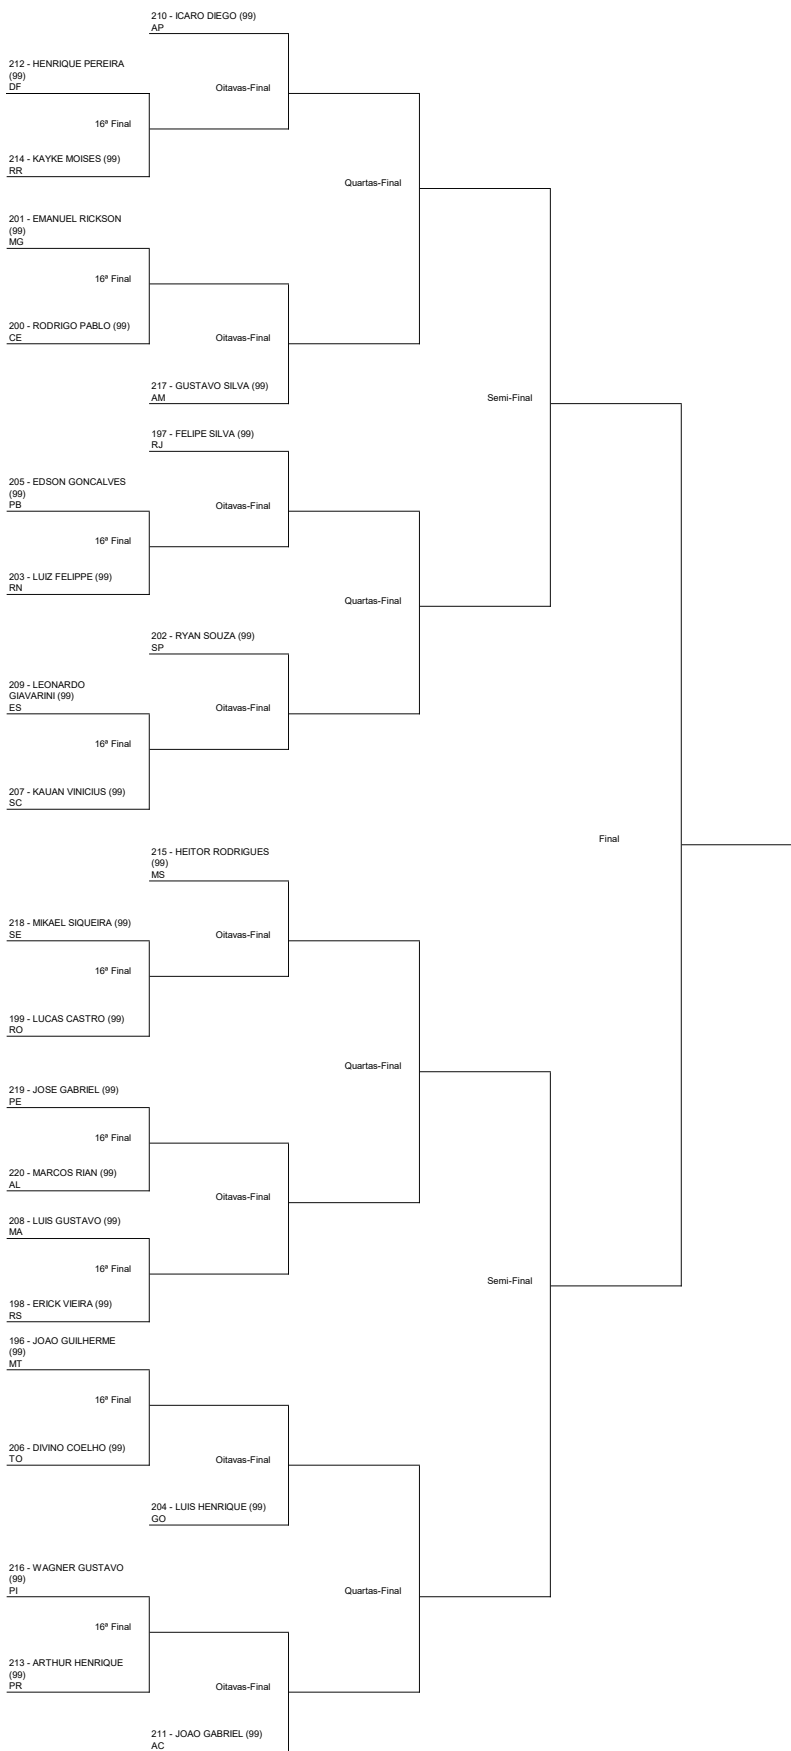 210 - ICARO DIEGO (99)
AP
212 - HENRIQUE PEREIRA
(99)
DF
Oitavas-Final
16ª Final
214 - KAYKE MOISES (99)
RR
Quartas-Final
201 - EMANUEL RICKSON
(99)
MG
16ª Final
200 - RODRIGO PABLO (99)
CE
Oitavas-Final
217 - GUSTAVO SILVA (99)
AM
Semi-Final
197 - FELIPE SILVA (99)
RJ
205 - EDSON GONCALVES
(99)
PB
Oitavas-Final
16ª Final
203 - LUIZ FELIPPE (99)
RN
Quartas-Final
202 - RYAN SOUZA (99)
SP
209 - LEONARDO
GIAVARINI (99)
ES
Oitavas-Final
16ª Final
207 - KAUAN VINICIUS (99)
SC
Final
215 - HEITOR RODRIGUES
(99)
MS
218 - MIKAEL SIQUEIRA (99)
SE
Oitavas-Final
16ª Final
199 - LUCAS CASTRO (99)
RO
Quartas-Final
219 - JOSE GABRIEL (99)
PE
16ª Final
220 - MARCOS RIAN (99)
AL
Oitavas-Final
208 - LUIS GUSTAVO (99)
MA
16ª Final
Semi-Final
198 - ERICK VIEIRA (99)
RS
196 - JOAO GUILHERME
(99)
MT
16ª Final
206 - DIVINO COELHO (99)
TO
Oitavas-Final
204 - LUIS HENRIQUE (99)
GO
216 - WAGNER GUSTAVO
(99)
PI
Quartas-Final
16ª Final
213 - ARTHUR HENRIQUE
(99)
PR
Oitavas-Final
211 - JOAO GABRIEL (99)
AC